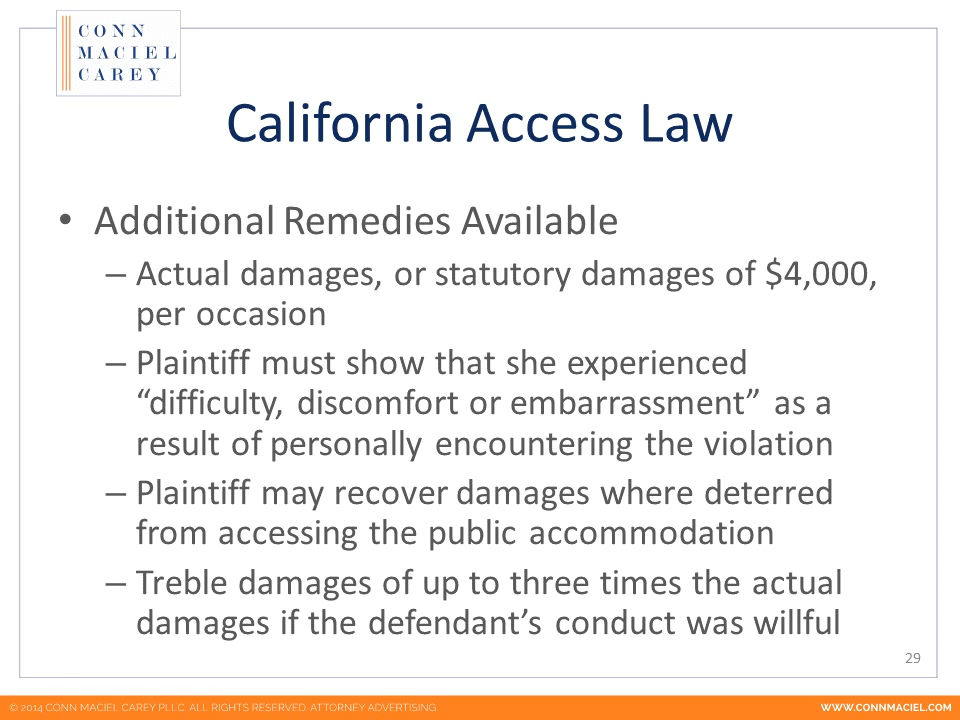 CONN
MACIEL
CAREY
California Access Law
• Additional Remedies Available
– Actual damages, or statutory damages of $4,000,
per occasion
– Plaintiff must show that she experienced
“difficulty, discomfort or embarrassment” as a
result of personally encountering the violation
– Plaintiff may recover damages where deterred
from accessing the public accommodation
– Treble damages of up to three times the actual
damages if the defendant’s conduct was willful
29
© 2014 CONN MACIEL CAREY PLLC. ALL RIGHTS RESERVED. ATTORNEY ADVERTISING. WWW.CONNMACIEL.COM